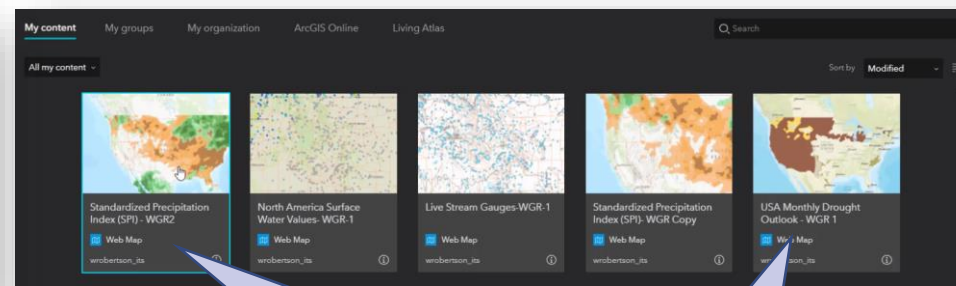 My content My groups My organization ArcGIS Online Living Atlas Search
All my content Sort by Modified
Standardized Precipitation
Index (SPI) - WGR2
Web Map
wrobertson_its
North America Surface
Water Values- WGR-1
Web Map
wrobertson_its
Live Stream Gauges-WGR-1
Web Map
wrobertson_its
Standardized Precipitation
Index (SPI)- WGR Copy
Web Map
wrobertson_its
USA Monthly Drought
Outlook - WGR 1
Web Map